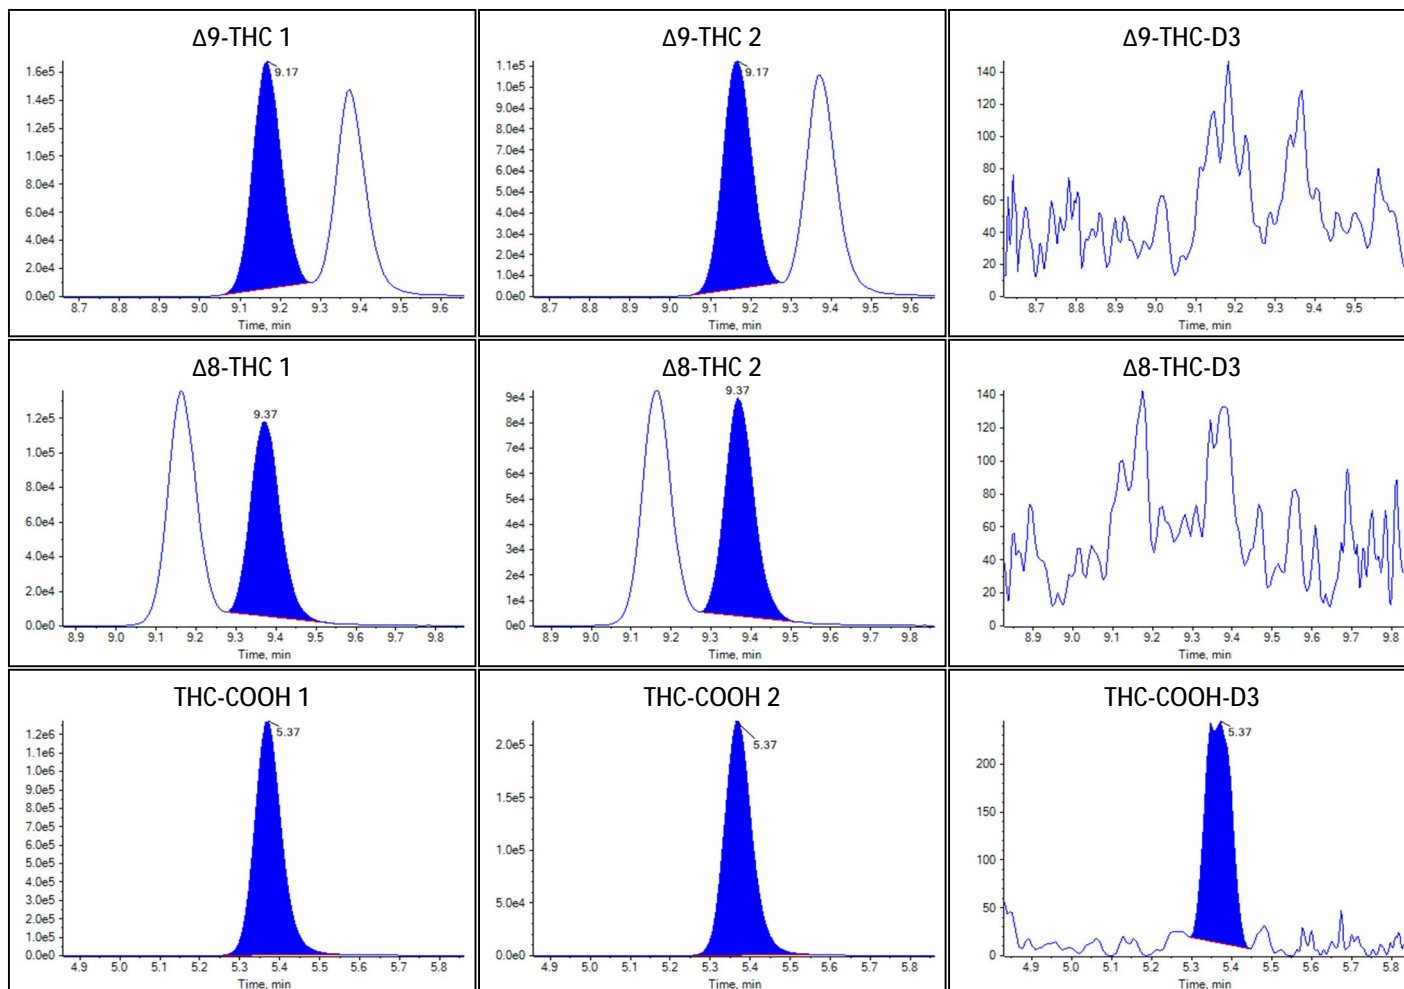 Δ9-THC 1
9.17
1.6e5
1.4e5
1.2e5
1.0e5
8.0e4
6.0e4
4.0e4
2.0e4
0.0e0
8.7 8.8 8.9 9.0 9.1 9.2 9.3 9.4 9.5 9.6
Time, min
Δ9-THC 2
9.17
1.1e5
1.0e5
9.0e4
8.0e4
7.0e4
6.0e4
5.0e4
4.0e4
3.0e4
2.0e4
1.0e4
0.0e0
8.7 8.8 8.9 9.0 9.1 9.2 9.3 9.4 9.5 9.6
Time, min
Δ9-THC-D3
140
120
100
80
60
40
20
0
8.7 8.8 8.9 9.0 9.1 9.2 9.3 9.4 9.5
Time, min
Δ8-THC 1
9.37
1.2e5
1.0e5
8.0e4
6.0e4
4.0e4
2.0e4
0.0e0
8.9 9.0 9.1 9.2 9.3 9.4 9.5 9.6 9.7 9.8
Time, min
Δ8-THC 2
9.37
9e4
8e4
7e4
6e4
5e4
4e4
3e4
2e4
1e4
0e0
8.9 9.0 9.1 9.2 9.3 9.4 9.5 9.6 9.7 9.8
Time, min
Δ8-THC-D3
140
120
100
80
60
40
20
0
8.9 9.0 9.1 9.2 9.3 9.4 9.5 9.6 9.7 9.8
Time, min
THC-COOH 1
5.37
1.2e6
1.1e6
1.0e6
9.0e5
8.0e5
7.0e5
6.0e5
5.0e5
4.0e5
3.0e5
2.0e5
1.0e5
0.0e0
4.9 5.0 5.1 5.2 5.3 5.4 5.5 5.6 5.7 5.8
Time, min
THC-COOH 2
5.37
2.0e5
1.5e5
1.0e5
5.0e4
0.0e0
4.9 5.0 5.1 5.2 5.3 5.4 5.5 5.6 5.7 5.8
Time, min
THC-COOH-D3
5.37
200
150
100
50
0
4.9 5.0 5.1 5.2 5.3 5.4 5.5 5.6 5.7 5.8
Time, min